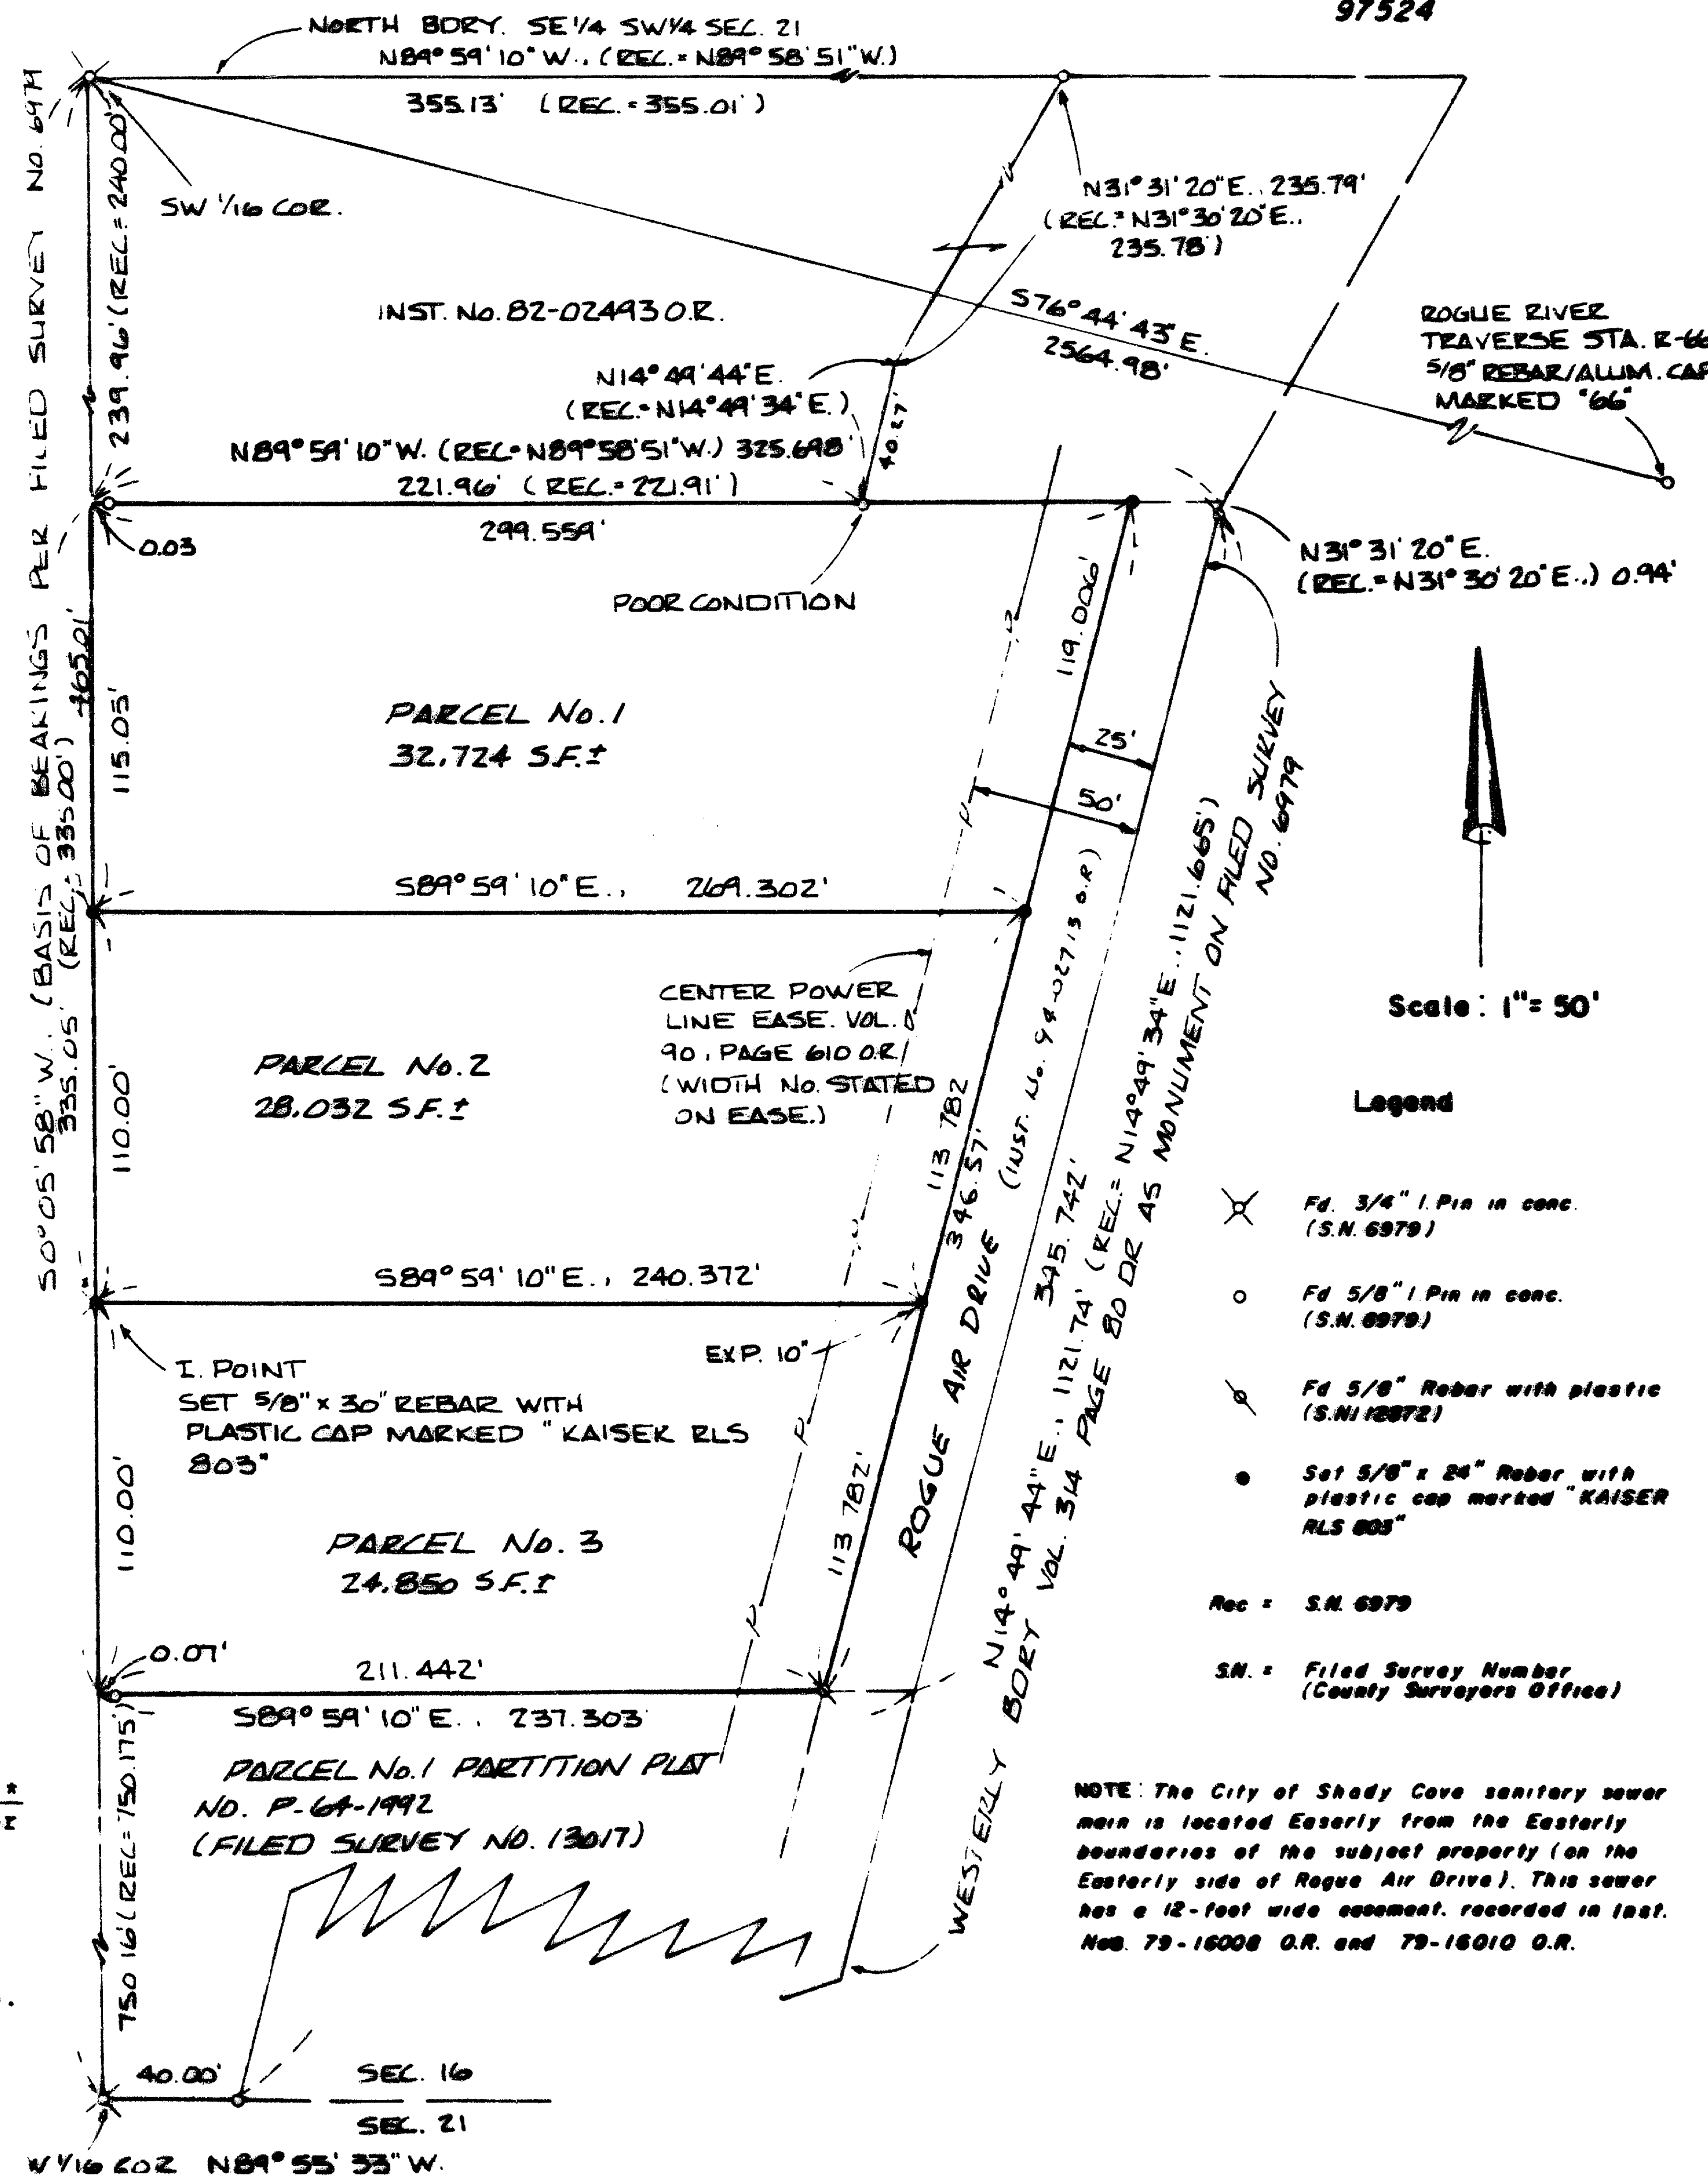 97524
NORTH BDRY. SE 1/4 SW 1/4 SEC. 21
N89° 59' 10" W.. (REC. = N89° 58' 51" W.)
355.13' (REC. = 355.01')
SW 1/16 COR.
239.96' (REC. = 240.00')
N31° 31' 20" E.. 235.79'
(REC. = N31° 30' 20" E..
235.78')
INST. No. 82-02493 O.R.
S76° 44' 43" E.
2564.98'
ROGUE RIVER
TRAVERSE STA. R-66
5/8" REBAR/ALUM. CAP
MARKED "66"
N14° 49' 44" E.
(REC. = N14° 49' 34" E.)
40.27'
N89° 59' 10" W. (REC. = N89° 58' 51" W.) 325.698'
221.96' (REC. = 221.91')
299.559'
0.03
POOR CONDITION
N31° 31' 20" E.
(REC. = N31° 30' 20" E..) 0.94'
S0° 05' 58" W.. (BASIS OF BEARINGS PER FILED SURVEY No. 6979
335.05' (REC. = 335.00')
115.05'
119.006'
PARCEL No. 1
32.724 S.F.±
25'
50'
S89° 59' 10" E.. 269.302'
CENTER POWER
LINE EASE. VOL.
90, PAGE 610 O.R.
(WIDTH No. STATED
ON EASE.)
PARCEL No. 2
28.032 S.F.±
110.00'
113 782
346.57'
(INST. No. 94-02713 O.R)
ROGUE AIR DRIVE
345.742'
N14° 49' 44" E.. 1121.74' (REC. = N14° 49' 34" E.. 1121.665')
WESTERLY BDRY VOL. 314 PAGE 80 OR AS MONUMENT ON FILED SURVEY
NO. 6979
S89° 59' 10" E.. 240.372'
EXP. 10"
I. POINT
SET 5/8" x 30" REBAR WITH
PLASTIC CAP MARKED "KAISER RLS
803"
110.00'
113 782'
PARCEL No. 3
24.850 S.F.±
0.07'
211.442'
S89° 59' 10" E.. 237.303
PARCEL No. 1 PARTITION PLAT
NO. P-64-1992
(FILED SURVEY NO. 13017)
750 16' (REC = 750.175')
40.00'
SEC. 16
SEC. 21
W 1/16 COR N89° 55' 33" W.
Scale: 1" = 50'
Legend
Fd. 3/4" I. Pin in conc.
(S.N. 6979)
Fd 5/8" I. Pin in conc.
(S.N. 6979)
Fd 5/8" Rebar with plastic
(S.N. 12872)
Set 5/8" x 24" Rebar with
plastic cap marked "KAISER
RLS 803"
Rec = S.N. 6979
S.N. = Filed Survey Number
(County Surveyors Office)
NOTE: The City of Shady Cove sanitary sewer
main is located Easerly from the Easterly
boundaries of the subject property (on the
Easterly side of Rogue Air Drive). This sewer
has a 12-foot wide easement. recorded in Inst.
Nos. 79-16008 O.R. and 79-16010 O.R.